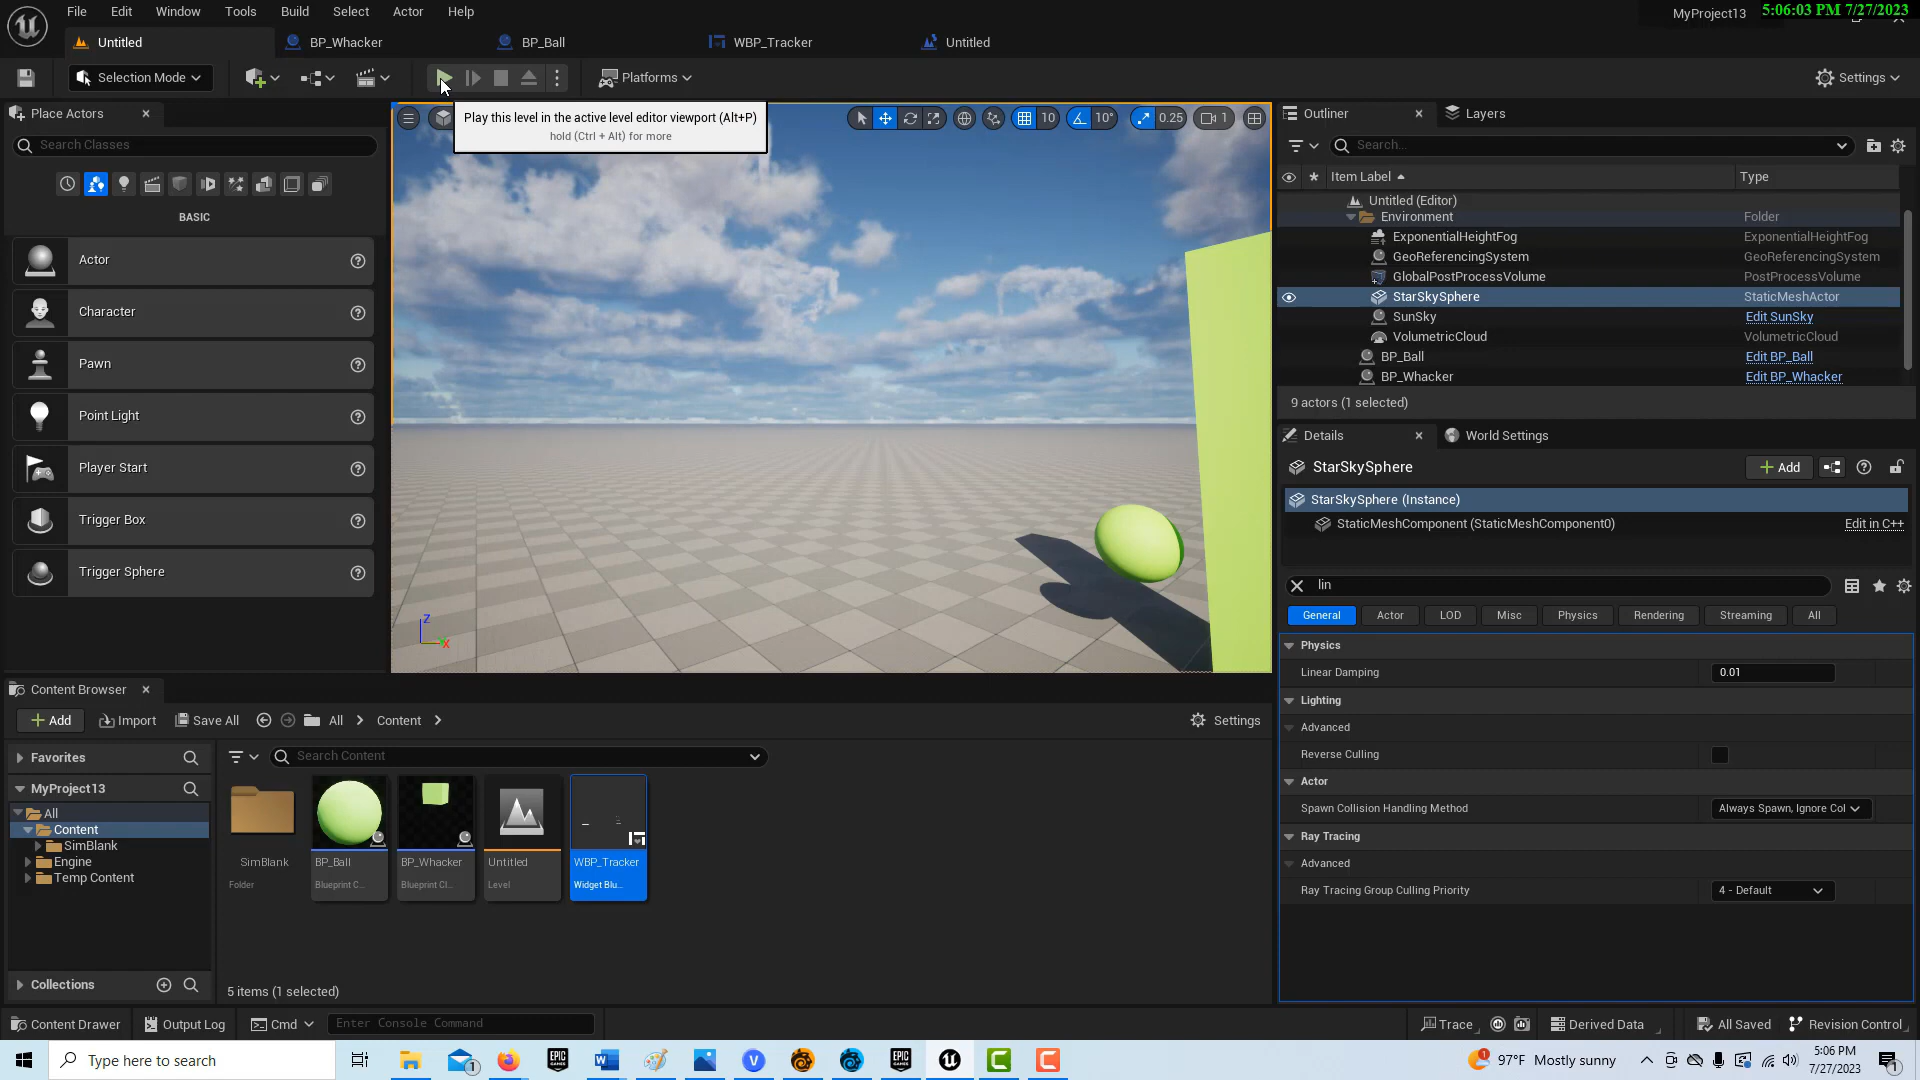 File Edit Window Tools Build Select Actor Help
MyProject13
5:06:03 PM 7/27/2023
Untitled BP_Whacker BP_Ball WBP_Tracker Untitled
Selection Mode Platforms Settings
Place Actors
Search Classes
BASIC
Actor
Character
Pawn
Point Light
Player Start
Trigger Box
Trigger Sphere
Play this level in the active level editor viewport (Alt+P)
hold (Ctrl + Alt) for more
10 10° 0.25 1
Z
X
Outliner Layers
Search...
Item Label Type
Untitled (Editor)
Environment Folder
ExponentialHeightFog ExponentialHeightFog
GeoReferencingSystem GeoReferencingSystem
GlobalPostProcessVolume PostProcessVolume
StarSkySphere StaticMeshActor
SunSky Edit SunSky
VolumetricCloud VolumetricCloud
BP_Ball Edit BP_Ball
BP_Whacker Edit BP_Whacker
9 actors (1 selected)
Details World Settings
StarSkySphere Add
StarSkySphere (Instance)
StaticMeshComponent (StaticMeshComponent0) Edit in C++
lin
General Actor LOD Misc Physics Rendering Streaming All
Physics
Linear Damping 0.01
Lighting
Advanced
Reverse Culling
Actor
Spawn Collision Handling Method Always Spawn, Ignore Col
Ray Tracing
Advanced
Ray Tracing Group Culling Priority 4 - Default
Content Browser
Add Import Save All All Content Settings
Favorites
MyProject13
All
Content
SimBlank
Engine
Temp Content
Collections
Search Content
SimBlank
Folder
BP_Ball
Blueprint C...
BP_Whacker
Blueprint Cl...
Untitled
Level
WBP_Tracker
Widget Blu...
5 items (1 selected)
Content Drawer Output Log Cmd Enter Console Command Trace Derived Data All Saved Revision Control
Type here to search
97°F Mostly sunny
5:06 PM
7/27/2023